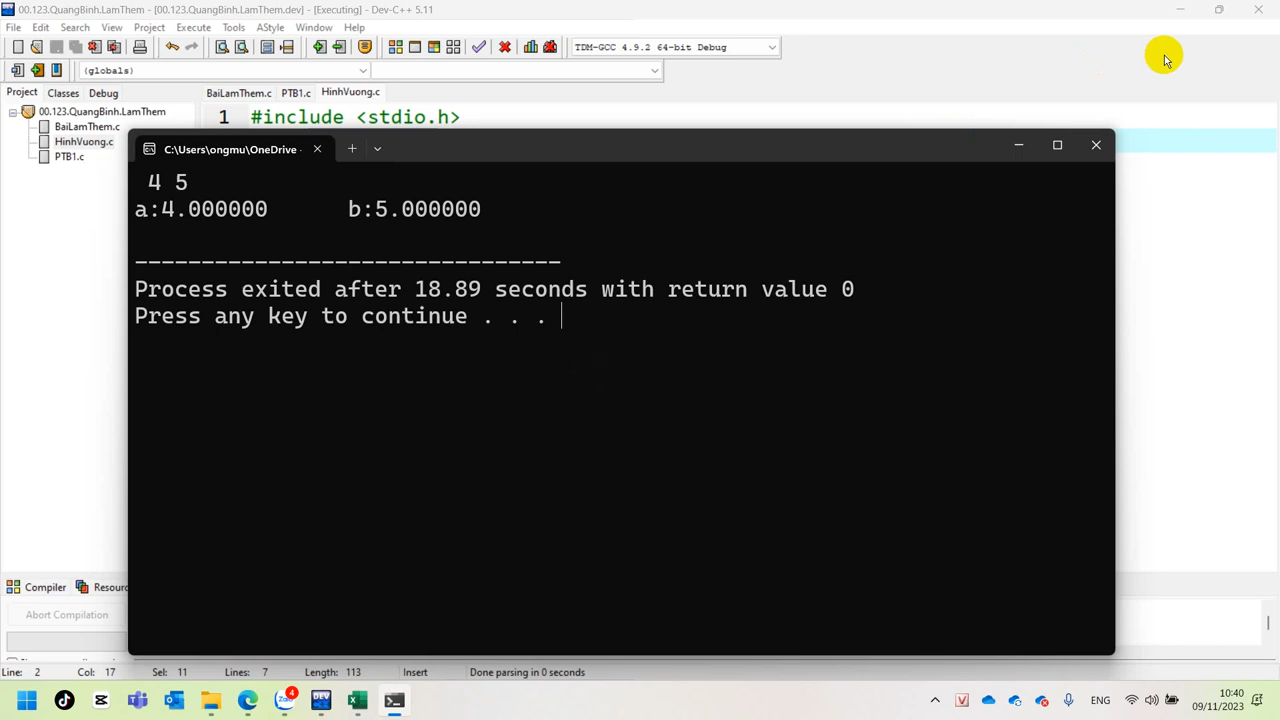 00.123.QuangBinh.LamThem - [00.123.QuangBinh.LamThem.dev] - [Executing] - Dev-C++ 5.11
File Edit Search View Project Execute Tools AStyle Window Help
TDM-GCC 4.9.2 64-bit Debug
(globals)
Project Classes Debug
BaiLamThem.c PTB1.c HinhVuong.c
00.123.QuangBinh.LamThem
BaiLamThem.c
HinhVuong.c
PTB1.c
1 #include <stdio.h>
C:\Users\ongmu\OneDrive -
4 5
a:4.000000 b:5.000000
--------------------------------
Process exited after 18.89 seconds with return value 0
Press any key to continue . . .
Compiler Resour
Abort Compilation
Line: 2 Col: 17 Sel: 11 Lines: 7 Length: 113 Insert Done parsing in 0 seconds
4
Zalo
DEV
ENG
10:40
09/11/2023